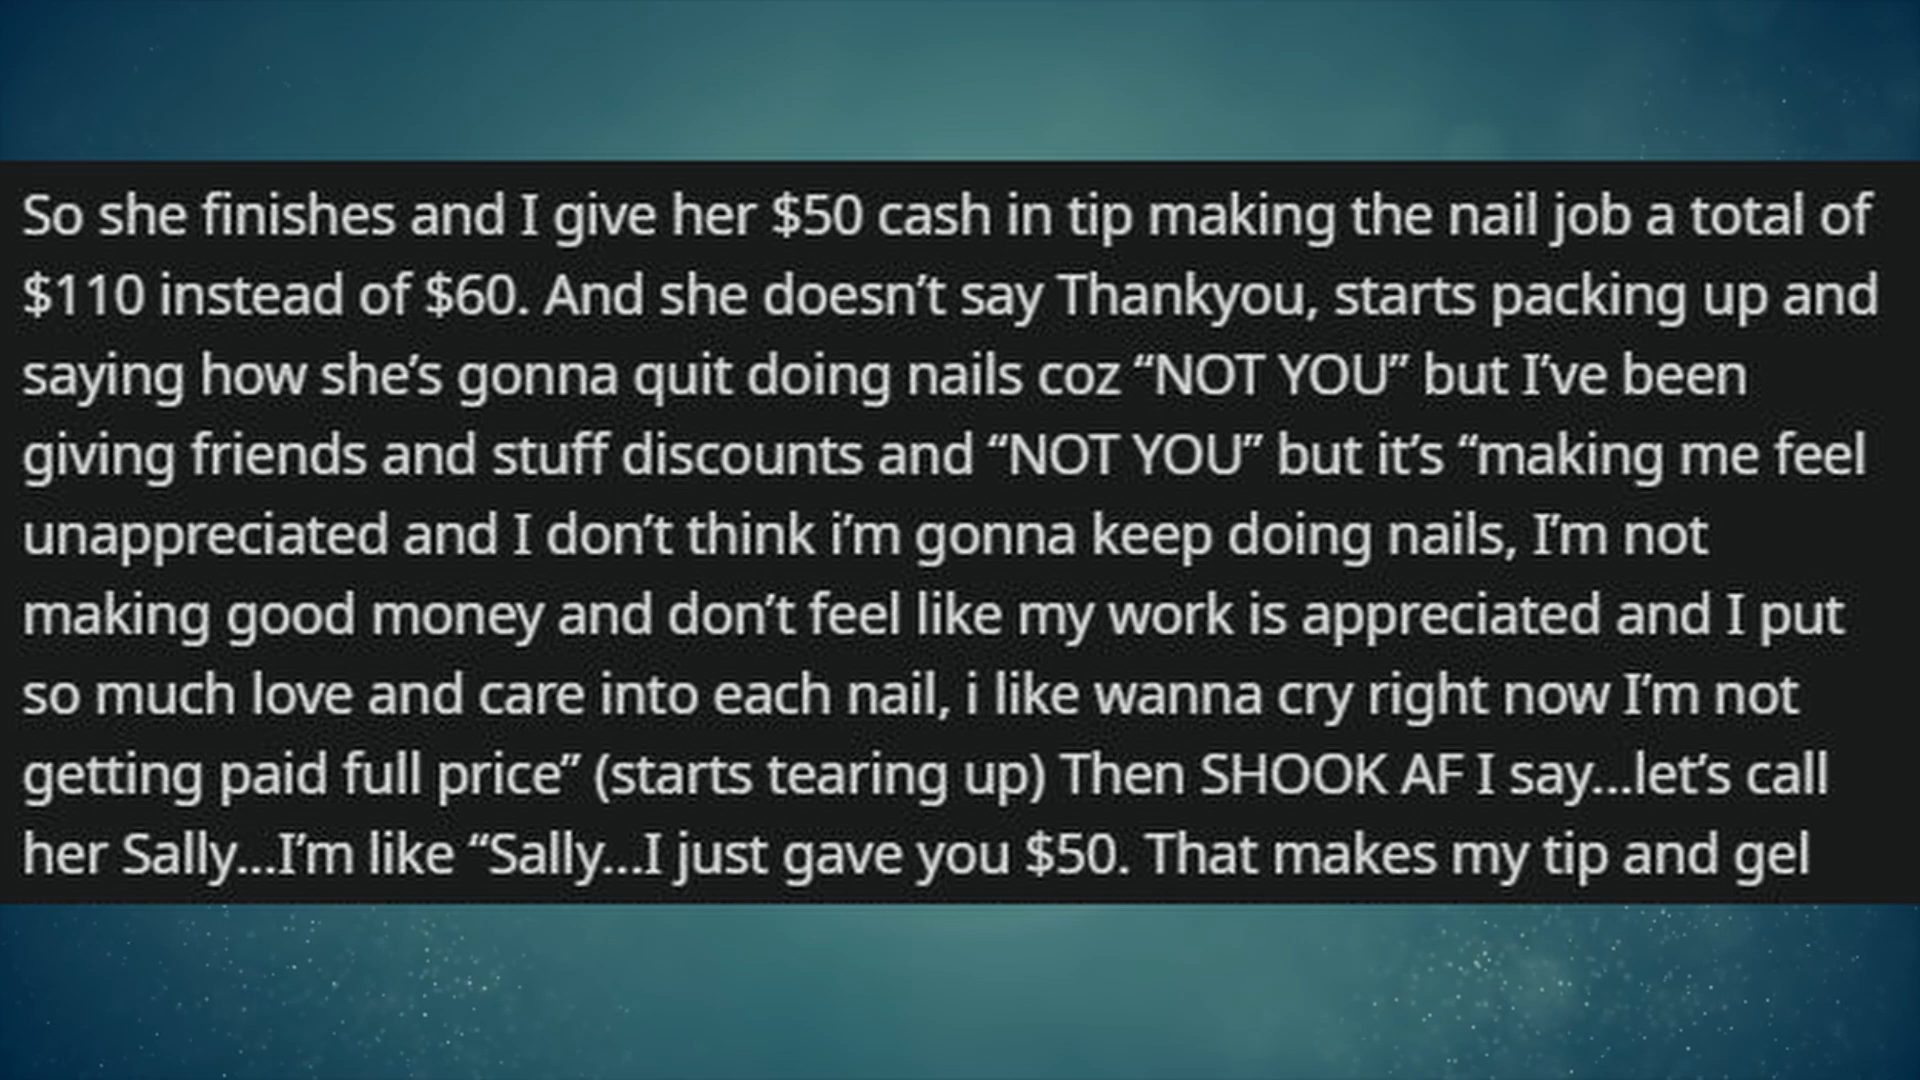 So she finishes and I give her $50 cash in tip making the nail job a total of
$110 instead of $60. And she doesn’t say Thankyou, starts packing up and
saying how she’s gonna quit doing nails coz “NOT YOU” but I’ve been
giving friends and stuff discounts and “NOT YOU” but it’s “making me feel
unappreciated and I don’t think i’m gonna keep doing nails, I’m not
making good money and don’t feel like my work is appreciated and I put
so much love and care into each nail, i like wanna cry right now I’m not
getting paid full price” (starts tearing up) Then SHOOK AF I say...let’s call
her Sally...I’m like “Sally...I just gave you $50. That makes my tip and gel